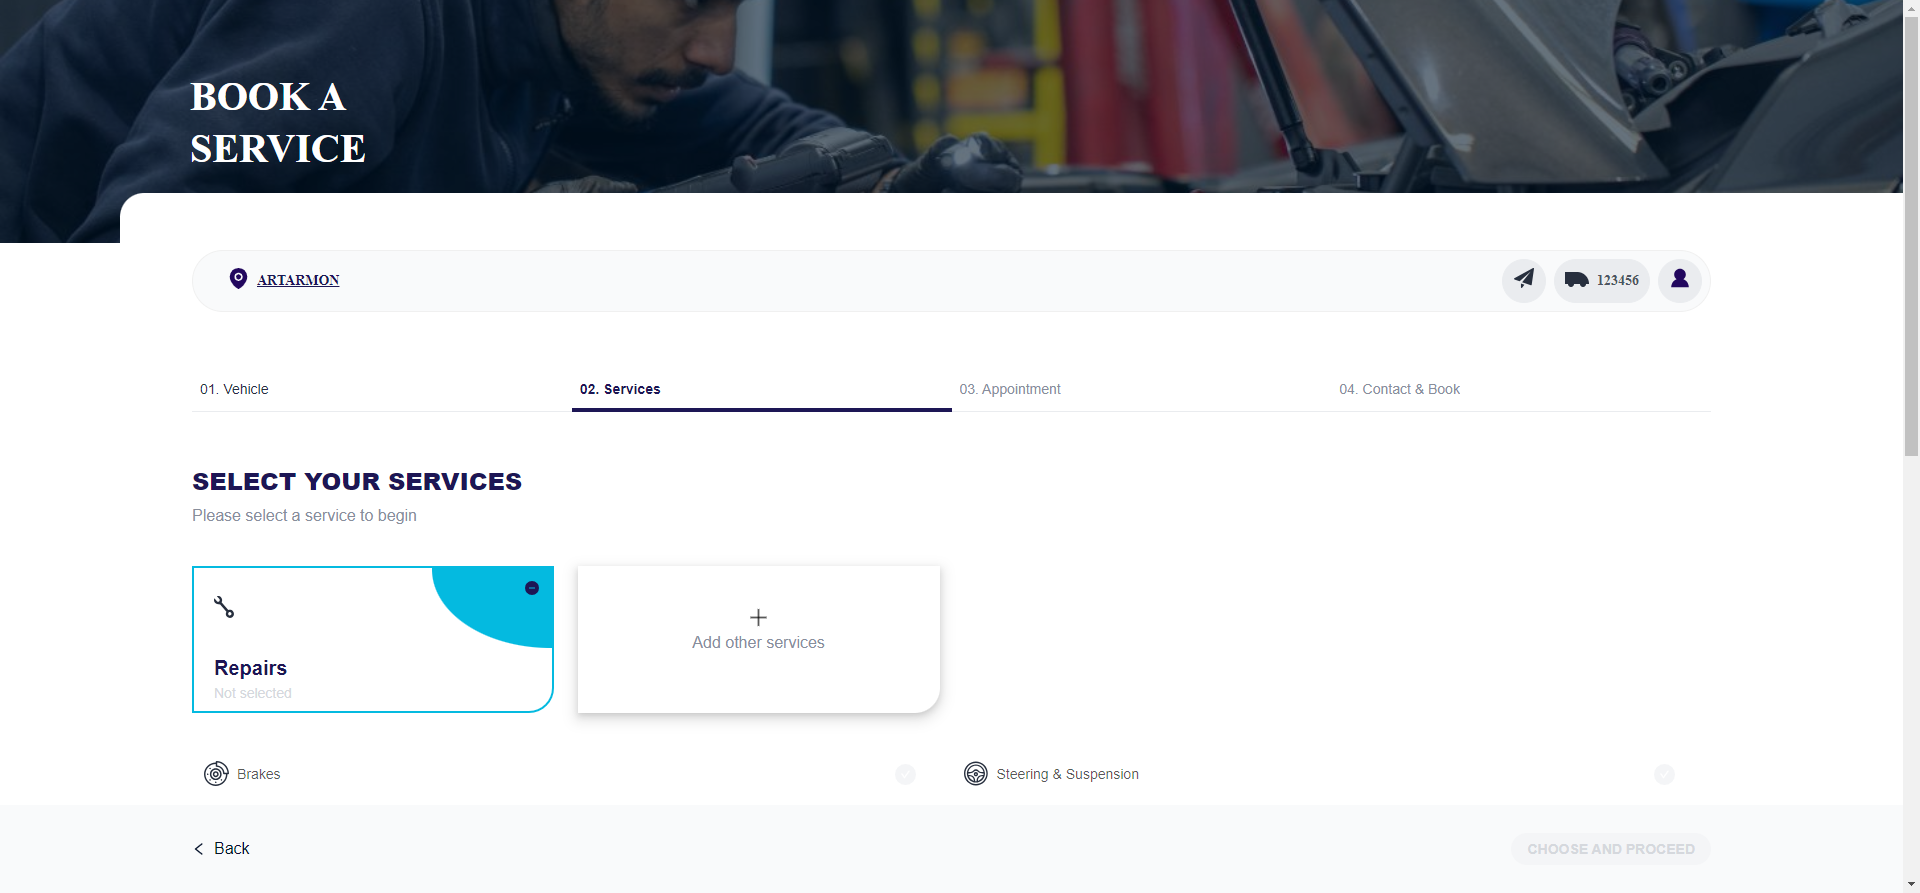 BOOK A
SERVICE
ARTARMON
123456
01. Vehicle
02. Services
03. Appointment
04. Contact & Book
SELECT YOUR SERVICES
Please select a service to begin
Repairs
Not selected
Add other services
Brakes
Steering & Suspension
Back
CHOOSE AND PROCEED